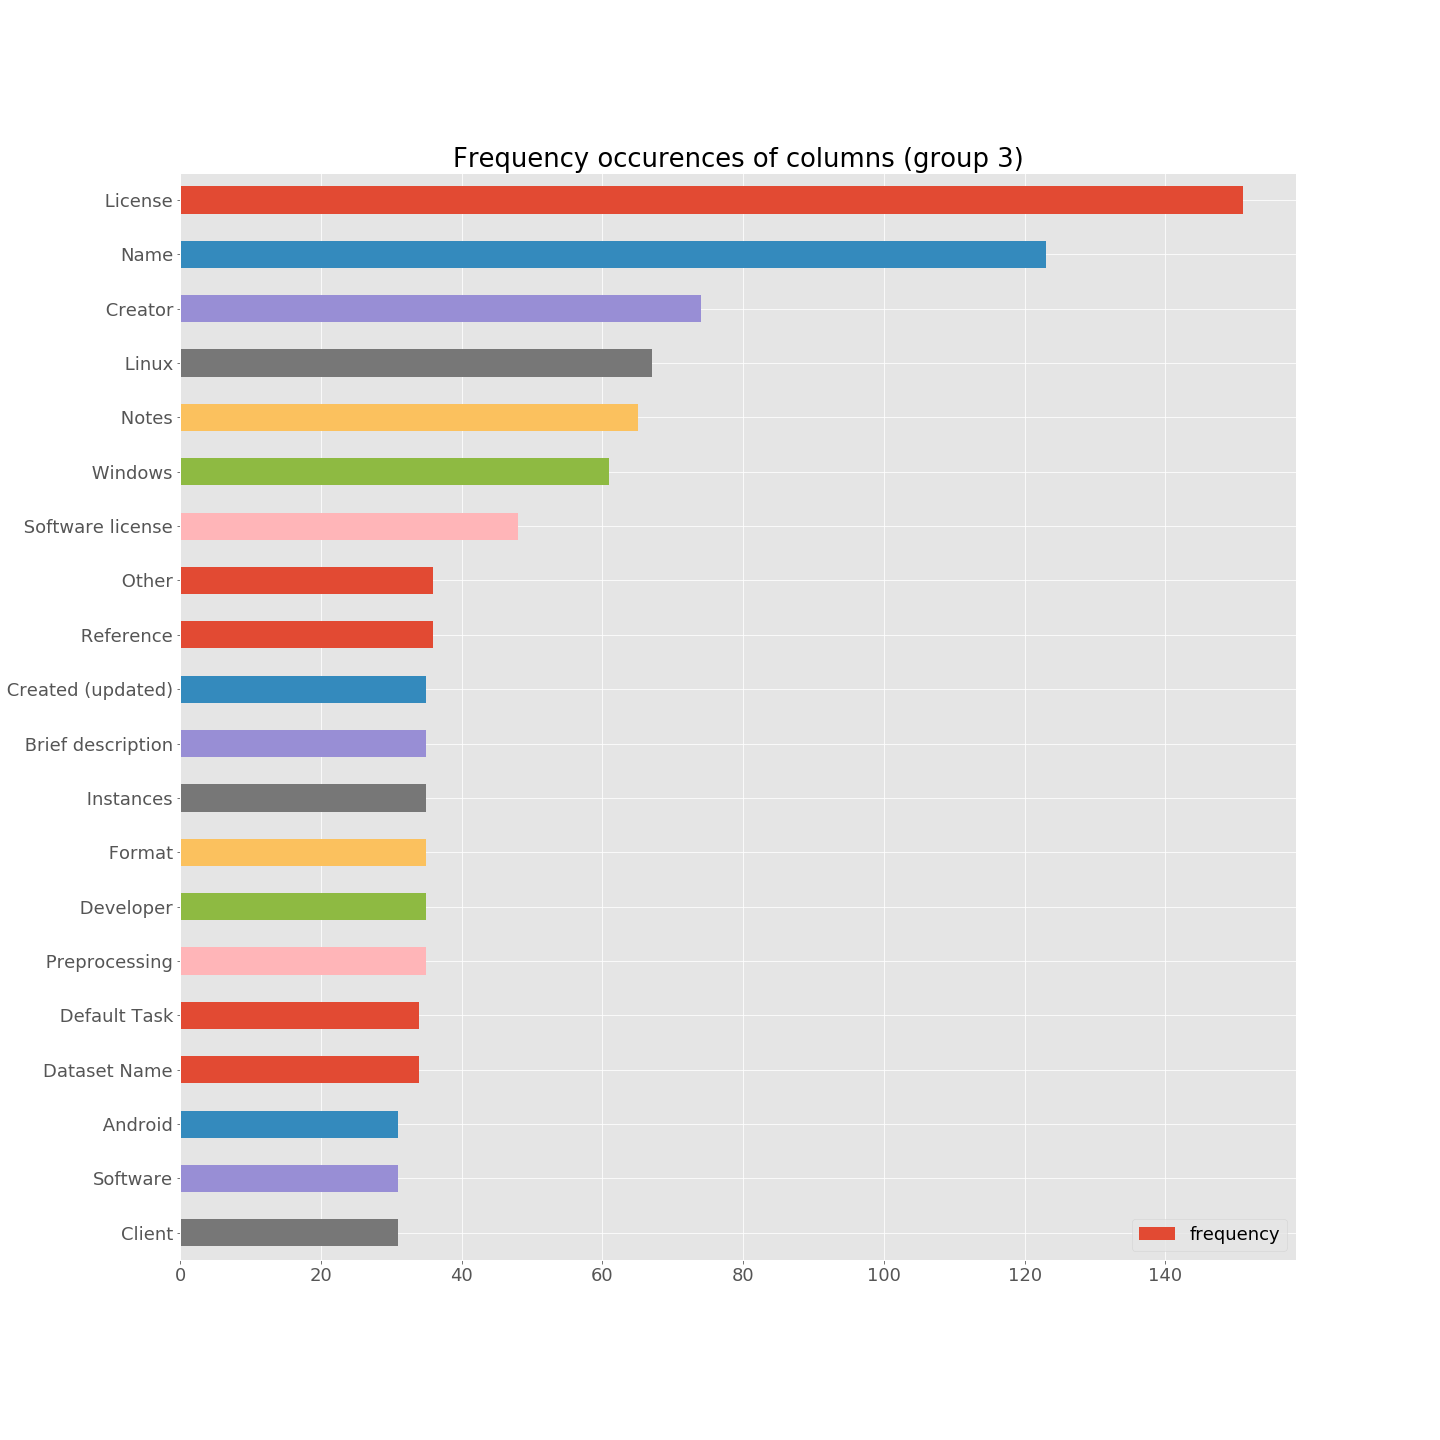 Frequency occurences of columns (group 3)
License
Name
Creator
Linux
Notes
Windows
Software license
Other
Reference
Created (updated)
Brief description
Instances
Format
Developer
Preprocessing
Default Task
Dataset Name
Android
Software
Client
frequency
0 20 40 60 80 100 120 140